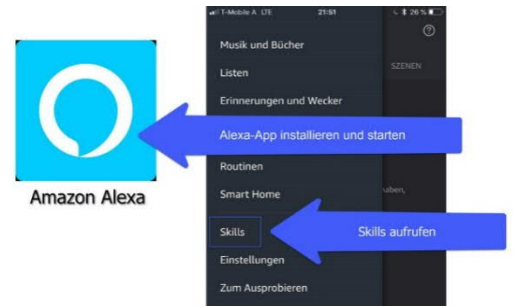 T-Mobile A LTE 21:51 26 %
Musik und Bücher
Listen
SZENEN
Erinnerungen und Wecker
Alexa-App installieren und starten
Routinen
Smart Home
haben,
Amazon Alexa
Skills
Skills aufrufen
Einstellungen
Zum Ausprobieren